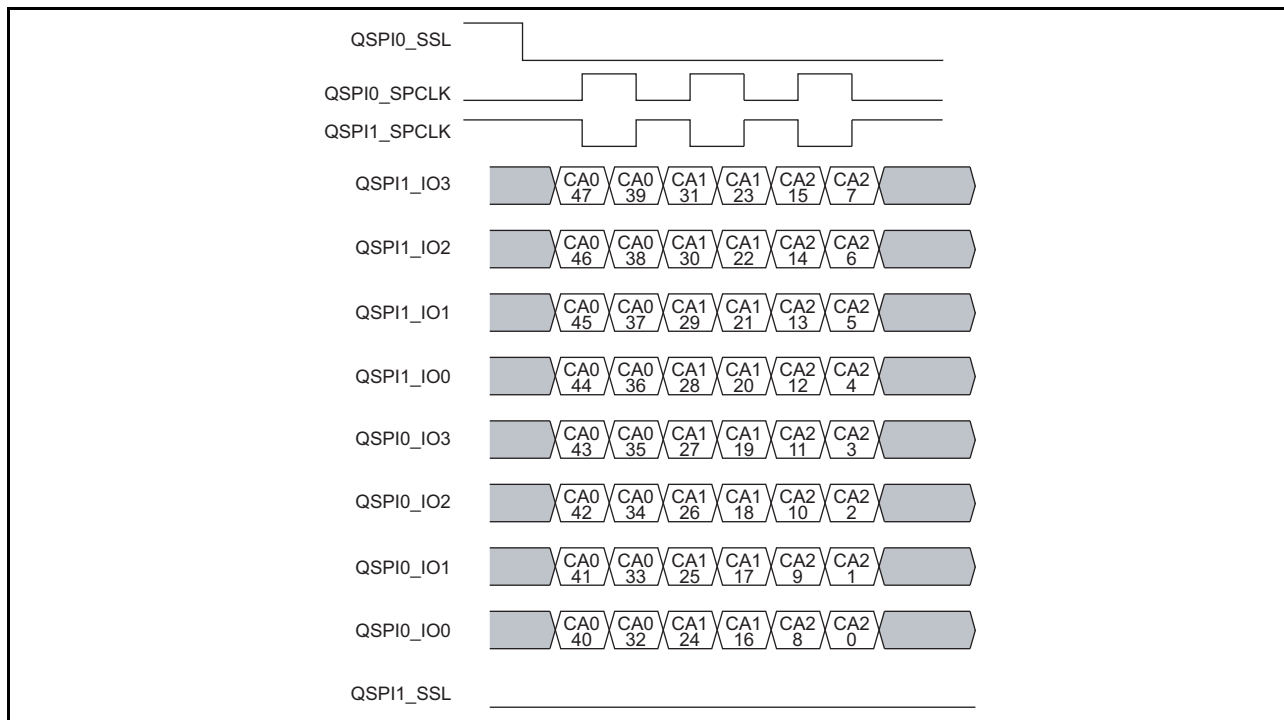 QSPI0_SSL
QSPI0_SPCLK
QSPI1_SPCLK
QSPI1_IO3 CA0 CA0 CA1 CA1 CA2 CA2
47 39 31 23 15 7
QSPI1_IO2 CA0 CA0 CA1 CA1 CA2 CA2
46 38 30 22 14 6
QSPI1_IO1 CA0 CA0 CA1 CA1 CA2 CA2
45 37 29 21 13 5
QSPI1_IO0 CA0 CA0 CA1 CA1 CA2 CA2
44 36 28 20 12 4
QSPI0_IO3 CA0 CA0 CA1 CA1 CA2 CA2
43 35 27 19 11 3
QSPI0_IO2 CA0 CA0 CA1 CA1 CA2 CA2
42 34 26 18 10 2
QSPI0_IO1 CA0 CA0 CA1 CA1 CA2 CA2
41 33 25 17 9 1
QSPI0_IO0 CA0 CA0 CA1 CA1 CA2 CA2
40 32 24 16 8 0
QSPI1_SSL